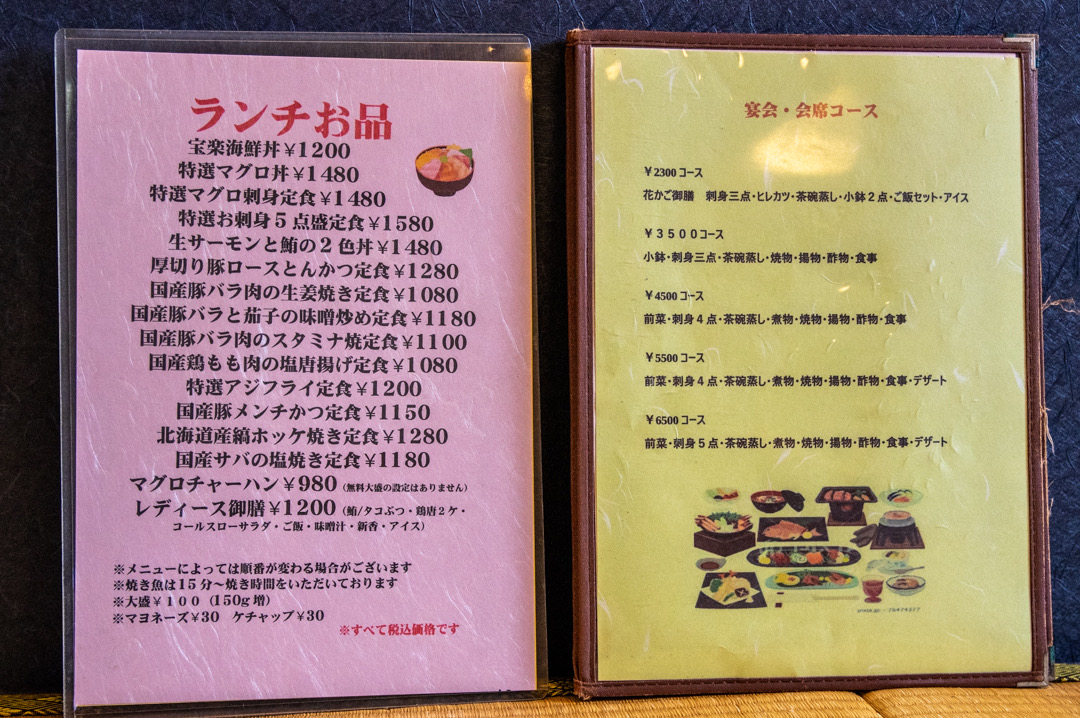 ランチお品
宝楽海鮮丼￥1200
特選マグロ丼￥1480
特選マグロ刺身定食￥1480
特選お刺身５点盛定食￥1580
生サーモンと鮪の２色丼￥1480
厚切り豚ロースとんかつ定食￥1280
国産豚バラ肉の生姜焼き定食￥1080
国産豚バラと茄子の味噌炒め定食￥1180
国産豚バラ肉のスタミナ焼定食￥1100
国産鶏もも肉の塩唐揚げ定食￥1080
特選アジフライ定食￥1200
国産豚メンチかつ定食￥1150
北海道産縞ホッケ焼き定食￥1280
国産サバの塩焼き定食￥1180
マグロチャーハン￥980（無料大盛の設定はありません）
レディース御膳￥1200（鮪/タコぶつ・鶏唐２ケ・
コールスローサラダ・ご飯・味噌汁・新香・アイス）
※メニューによっては順番が変わる場合がございます
※焼き魚は15分～焼き時間をいただいております
※大盛￥１００（150g増）
※マヨネーズ￥30　ケチャップ￥30
※すべて税込価格です
宴会・会席コース
￥2300コース
花かご御膳　刺身三点・ヒレカツ・茶碗蒸し・小鉢２点・ご飯セット・アイス
￥３５００コース
小鉢・刺身三点・茶碗蒸し・焼物・揚物・酢物・食事
￥4500コース
前菜・刺身４点・茶碗蒸し・煮物・焼物・揚物・酢物・食事
￥5500コース
前菜・刺身４点・茶碗蒸し・煮物・焼物・揚物・酢物・食事・デザート
￥6500コース
前菜・刺身５点・茶碗蒸し・煮物・焼物・揚物・酢物・食事・デザート